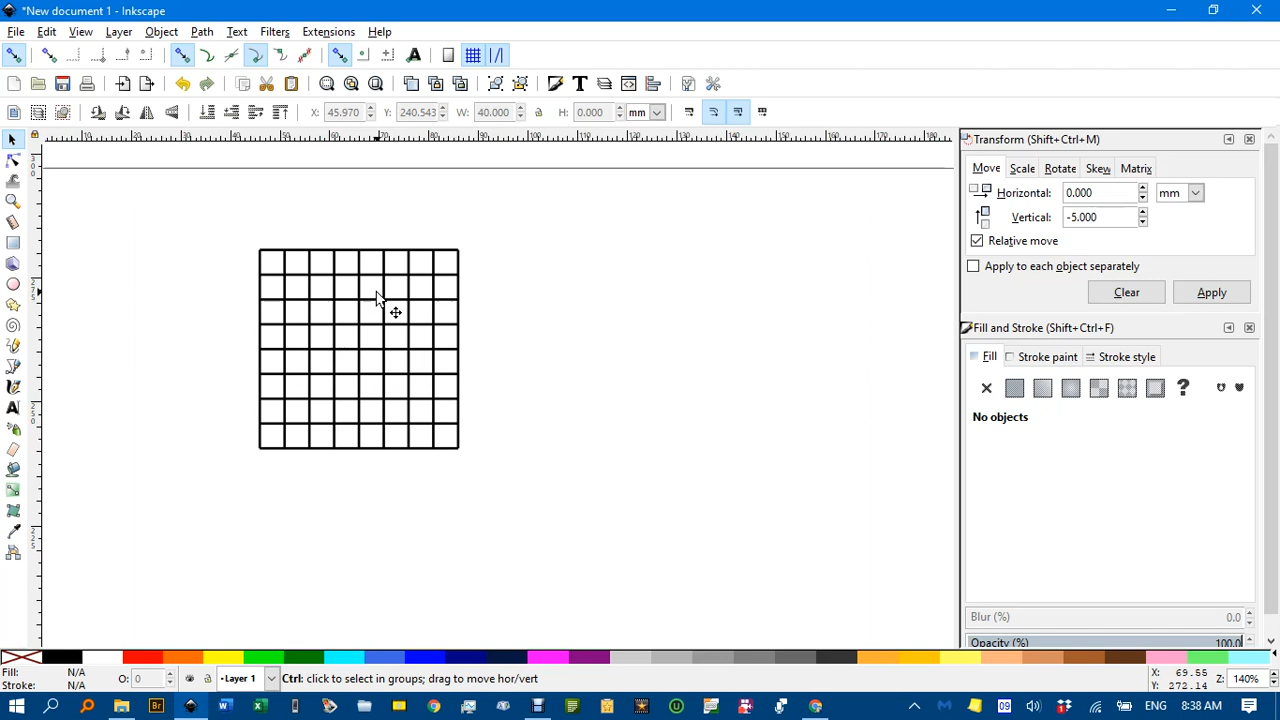 *New document 1 - Inkscape
File Edit View Layer Object Path Text Filters Extensions Help
X: 45.970 Y: 240.543 W: 40.000 H: 0.000 mm
Transform (Shift+Ctrl+M)
Move Scale Rotate Skew Matrix
Horizontal: 0.000 mm
Vertical: -5.000
Relative move
Apply to each object separately
Clear Apply
Fill and Stroke (Shift+Ctrl+F)
Fill Stroke paint Stroke style
No objects
Blur (%) 0.0
Opacity (%) 100.0
Fill: N/A
Stroke: N/A
O: 0
Layer 1
Ctrl: click to select in groups; drag to move hor/vert
X: 69.55
Y: 272.14
Z: 140%
8:38 AM